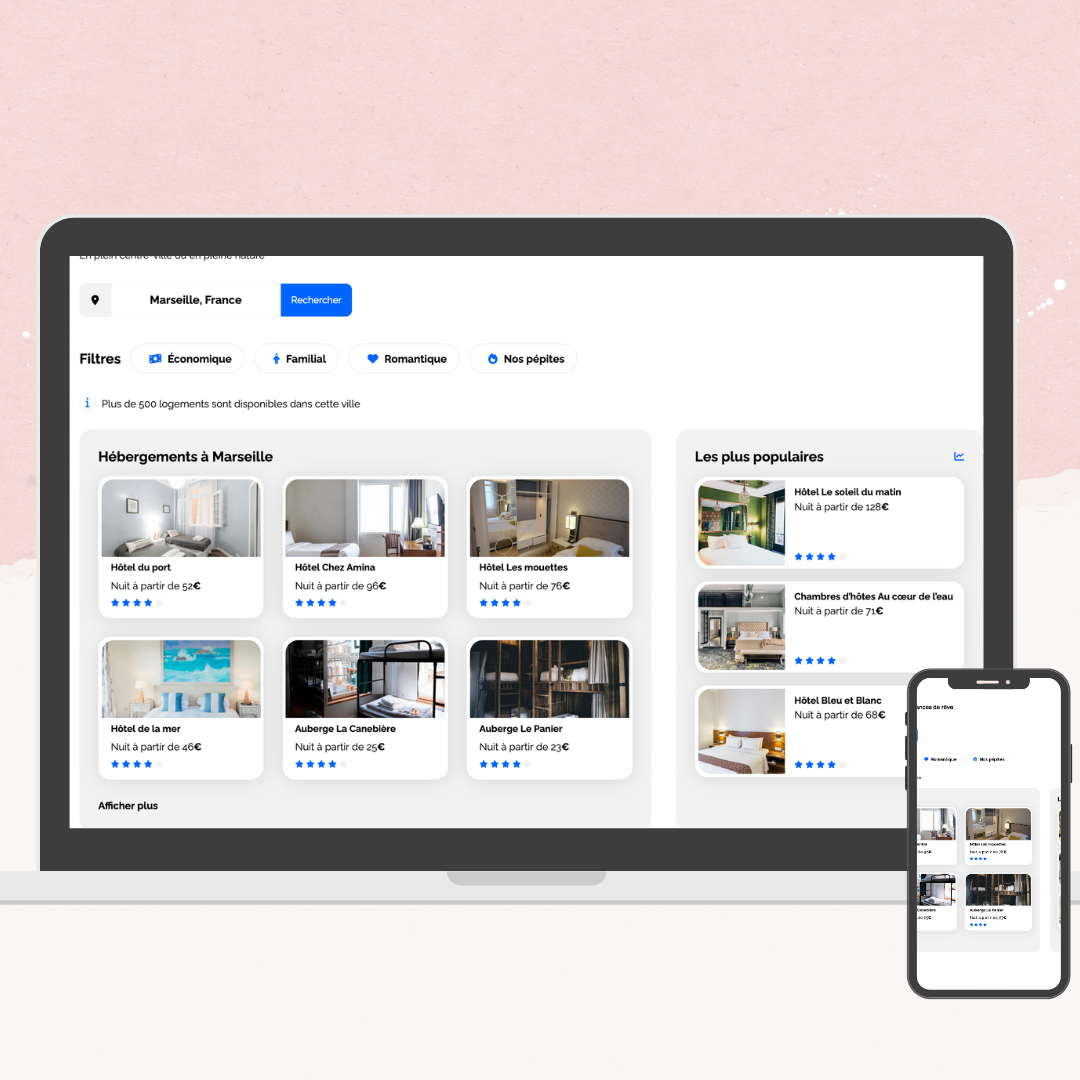 En plein centre-ville ou en pleine nature
Marseille, France
Rechercher
Filtres
Économique
Familial
Romantique
Nos pépites
i
Plus de 500 logements sont disponibles dans cette ville
Hébergements à Marseille
Hôtel du port
Nuit à partir de 52€
Hôtel Chez Amina
Nuit à partir de 96€
Hôtel Les mouettes
Nuit à partir de 76€
Hôtel de la mer
Nuit à partir de 46€
Auberge La Canebière
Nuit à partir de 25€
Auberge Le Panier
Nuit à partir de 23€
Afficher plus
Les plus populaires
Hôtel Le soleil du matin
Nuit à partir de 128€
Chambres d'hôtes Au cœur de l'eau
Nuit à partir de 71€
Hôtel Bleu et Blanc
Nuit à partir de 68€
de rêve
Romantique
Nos pépites
Hôtel Les mouettes
Nuit à partir de 76€
Auberge Le Panier
Nuit à partir de 23€